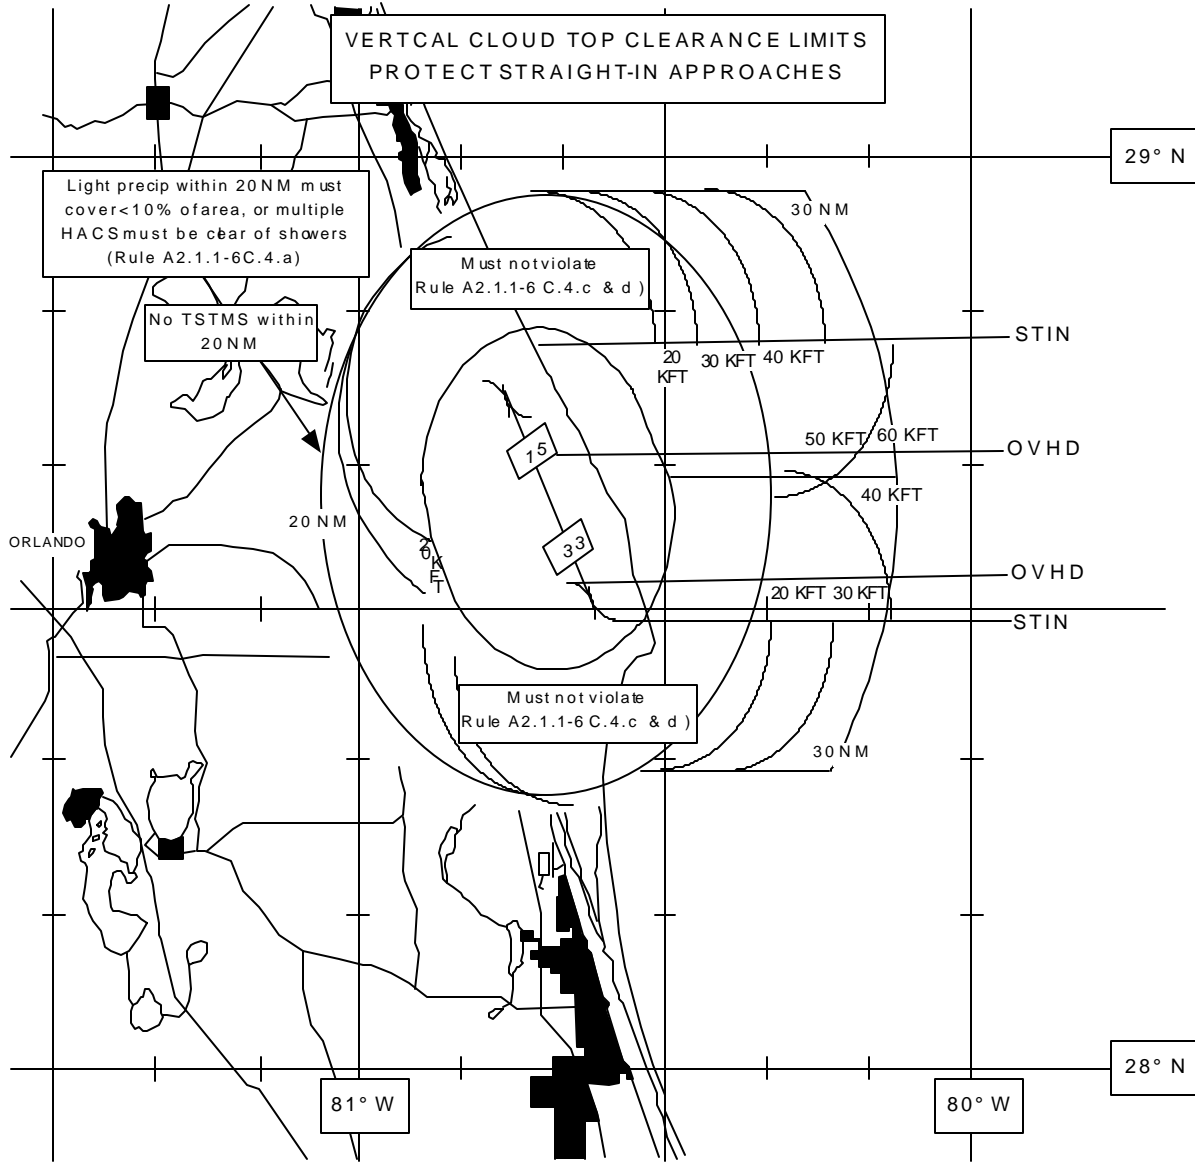 VERTCAL CLOUD TOP CLEARANCE LIMITS
PROTECT STRAIGHT-IN APPROACHES
29° N
Light precip within 20 NM must
cover<10% of area, or multiple
HACS must be clear of showers
(Rule A2.1.1-6C.4.a)
30 NM
Must not violate
Rule A2.1.1-6 C.4.c & d )
No TSTMS within
20NM
STIN
20
KFT
30 KFT
40 KFT
50 KFT
60 KFT
OVHD
15
40 KFT
20 NM
ORLANDO
33
20 KFT
OVHD
20 KFT
30 KFT
STIN
Must not violate
Rule A2.1.1-6 C.4.c & d )
30 NM
28° N
81° W
80° W